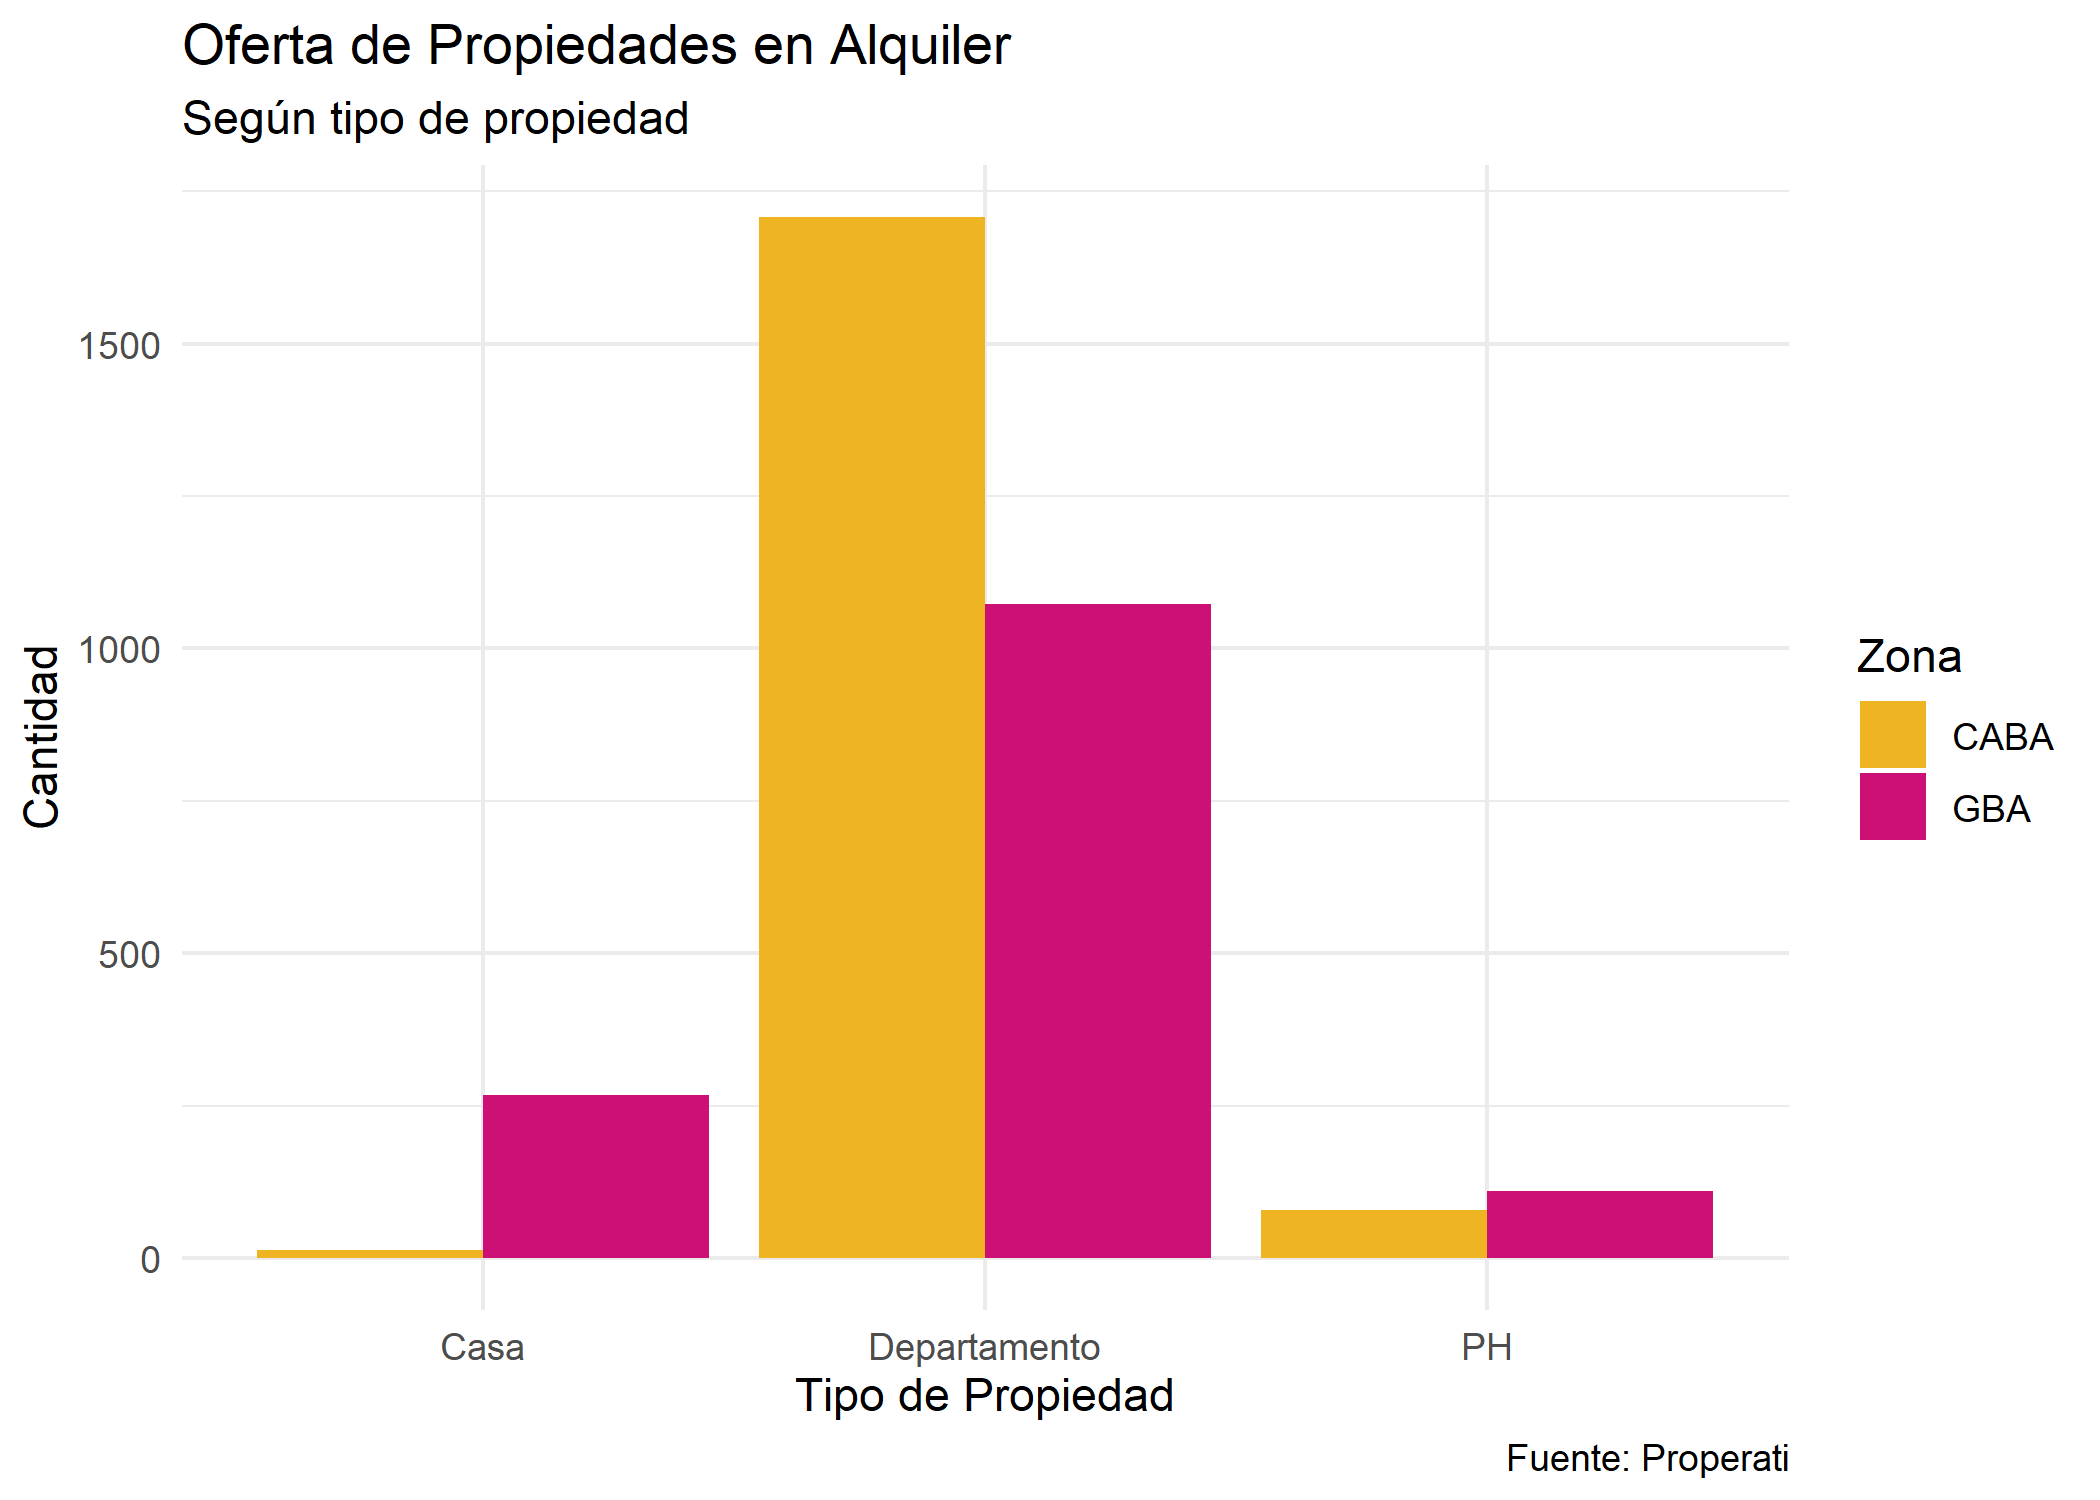 Oferta de Propiedades en Alquiler
Según tipo de propiedad
Cantidad
1500
1000
500
0
Casa Departamento PH
Tipo de Propiedad
Zona
CABA
GBA
Fuente: Properati